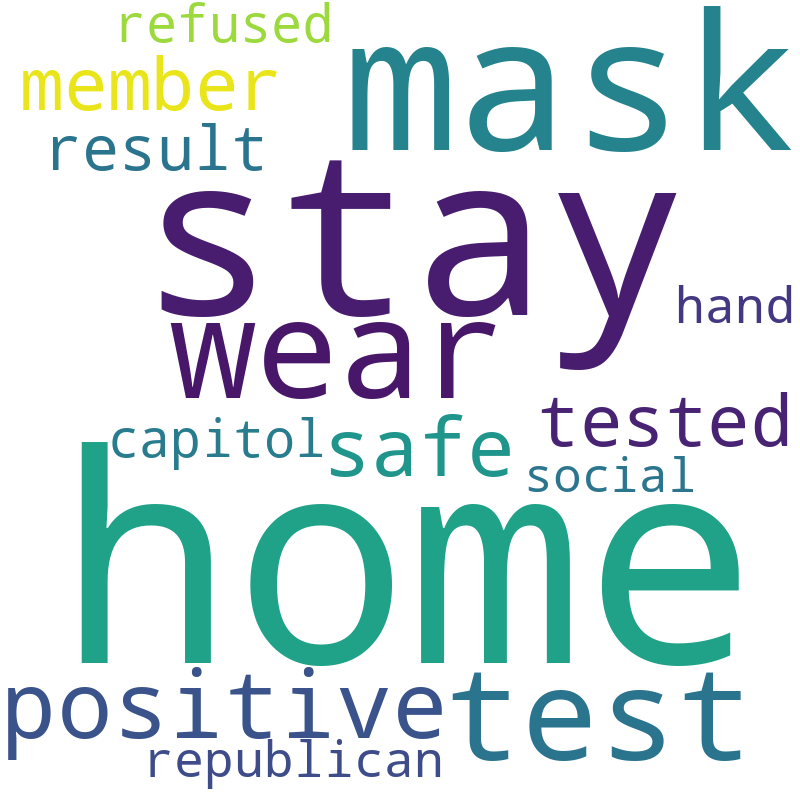 refused
mask
member
result
stay
hand
wear
tested
capitol
safe
social
home
positive
test
republican